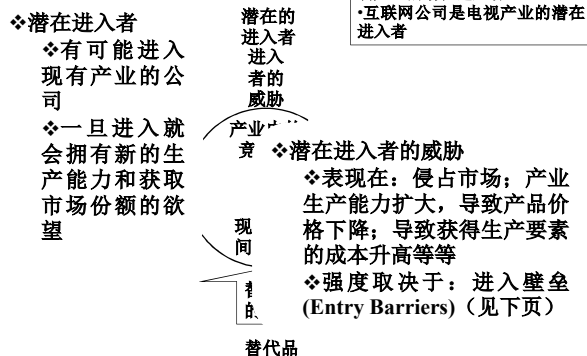 ❖潜在进入者
❖有可能进入
现有产业的公
司
❖一旦进入就
会拥有新的生
产能力和获取
市场份额的欲
望
潜在的
进入者
进入
者的
威胁
•互联网公司是电视产业的潜在
进入者
产业内的
竞
❖潜在进入者的威胁
❖表现在：侵占市场；产业
生产能力扩大，导致产品价
格下降；导致获得生产要素
的成本升高等等
❖强度取决于：进入壁垒
(Entry Barriers)（见下页）
现
间
替
的
替代品